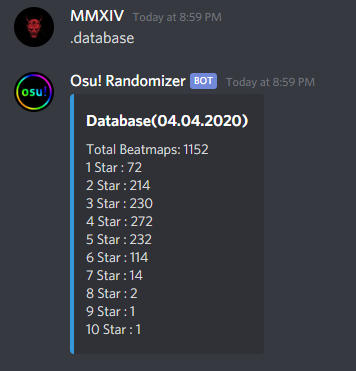 MMXIV Today at 8:59 PM
.database
osu!
Osu! Randomizer BOT Today at 8:59 PM
Database(04.04.2020)
Total Beatmaps: 1152
1 Star : 72
2 Star : 214
3 Star : 230
4 Star : 272
5 Star : 232
6 Star : 114
7 Star : 14
8 Star : 2
9 Star : 1
10 Star : 1